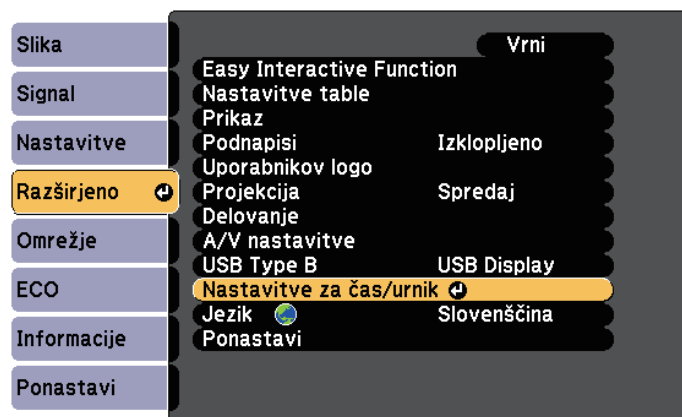 Slika
Signal
Nastavitve
Razširjeno
Omrežje
ECO
Informacije
Ponastavi
Vrni
Easy Interactive Function
Nastavitve table
Prikaz
Podnapisi Izklopljeno
Uporabnikov logo
Projekcija Spredaj
Delovanje
A/V nastavitve
USB Type B USB Display
Nastavitve za čas/urnik
Jezik Slovenščina
Ponastavi